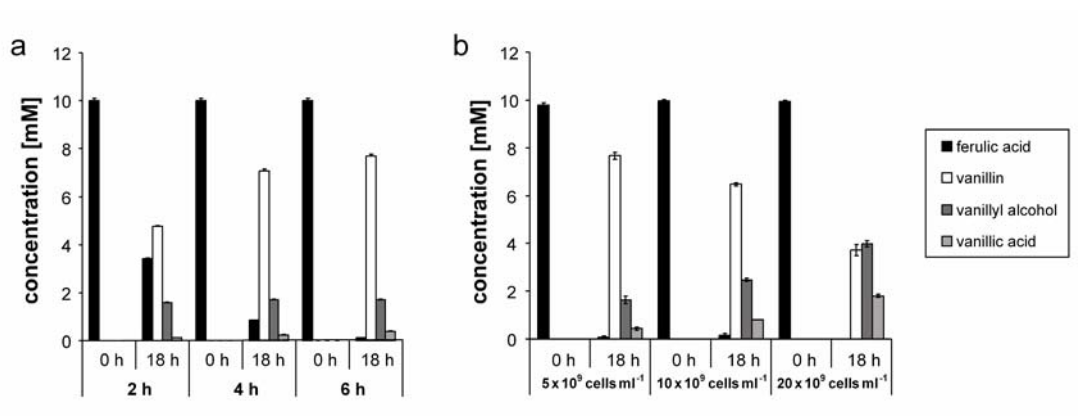 a
12
10
8
6
4
2
0
concentration [mM]
0 h 18 h 0 h 18 h 0 h 18 h
2 h 4 h 6 h
b
12
10
8
6
4
2
0
concentration [mM]
0 h 18 h 0 h 18 h 0 h 18 h
5 x 10⁹ cells ml⁻¹ 10 x 10⁹ cells ml⁻¹ 20 x 10⁹ cells ml⁻¹
ferulic acid
vanillin
vanillyl alcohol
vanillic acid